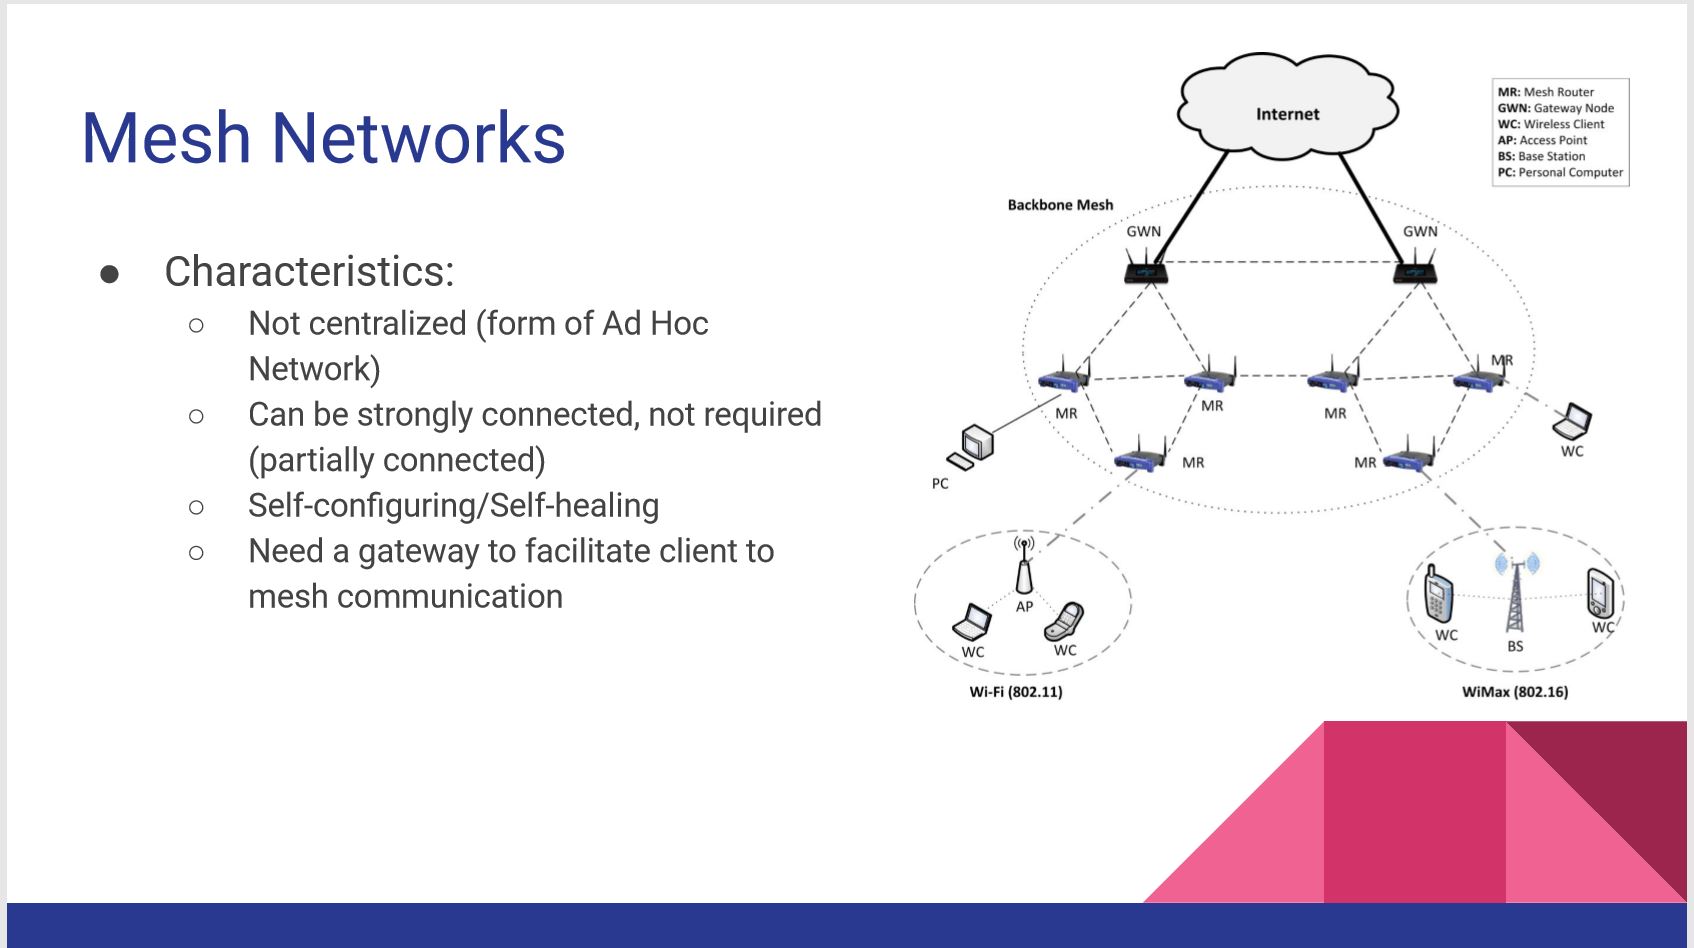 Mesh Networks
● Characteristics:
○ Not centralized (form of Ad Hoc
Network)
○ Can be strongly connected, not required
(partially connected)
○ Self-configuring/Self-healing
○ Need a gateway to facilitate client to
mesh communication
Internet
MR: Mesh Router
GWN: Gateway Node
WC: Wireless Client
AP: Access Point
BS: Base Station
PC: Personal Computer
Backbone Mesh
GWN
GWN
MR
MR
MR
MR
WC
MR
MR
PC
AP
WC
WC
WC
BS
WC
Wi-Fi (802.11)
WiMax (802.16)